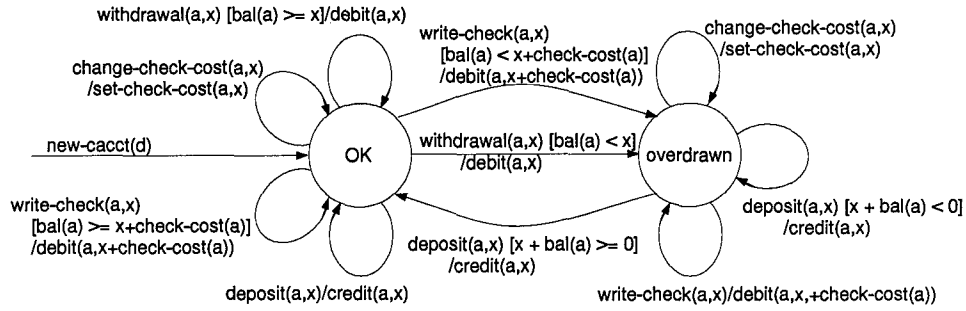 withdrawal(a,x) [bal(a) >= x]/debit(a,x)
change-check-cost(a,x)
/set-check-cost(a,x)
write-check(a,x)
[bal(a) < x+check-cost(a)]
/debit(a,x+check-cost(a))
change-check-cost(a,x)
/set-check-cost(a,x)
new-cacct(d)
OK
withdrawal(a,x) [bal(a) < x]
/debit(a,x)
overdrawn
write-check(a,x)
[bal(a) >= x+check-cost(a)]
/debit(a,x+check-cost(a))
deposit(a,x) [x + bal(a) >= 0]
/credit(a,x)
deposit(a,x) [x + bal(a) < 0]
/credit(a,x)
deposit(a,x)/credit(a,x)
write-check(a,x)/debit(a,x,+check-cost(a))